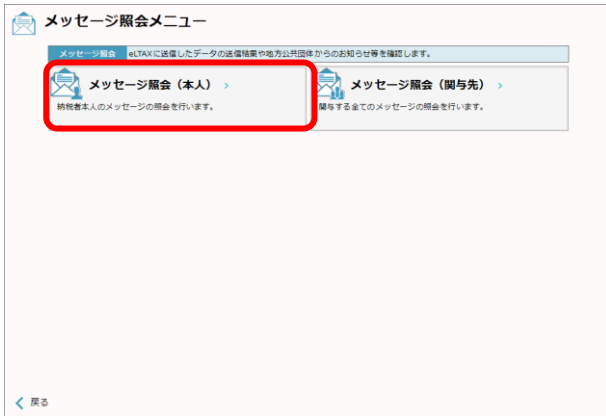 メッセージ照会メニュー
メッセージ照会 eLTAXに送信したデータの送信結果や地方公共団体からのお知らせ等を確認します。
メッセージ照会（本人） >
納税者本人のメッセージの照会を行います。
メッセージ照会（関与先） >
関与する全てのメッセージの照会を行います。
戻る